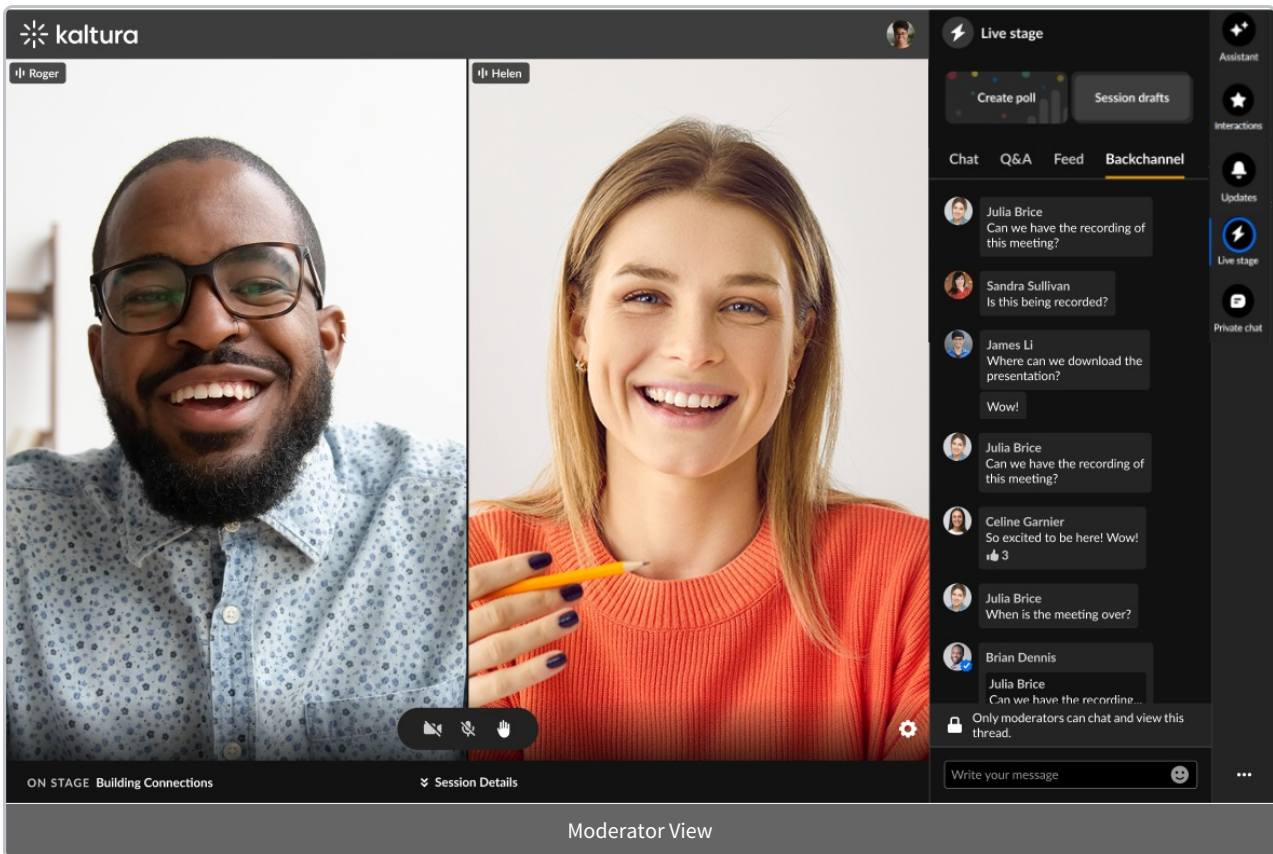 kaltura
Roger
Helen
Live stage
Create poll
Session drafts
Chat
Q&A
Feed
Backchannel
Julia Brice
Can we have the recording of
this meeting?
Sandra Sullivan
Is this being recorded?
James Li
Where can we download the
presentation?
Wow!
Julia Brice
Can we have the recording of
this meeting?
Celine Garnier
So excited to be here! Wow!
3
Julia Brice
When is the meeting over?
Brian Dennis
Julia Brice
Can we have the recording...
Only moderators can chat and view this
thread.
Write your message
Assistant
Interactions
Updates
Live stage
Private chat
ON STAGE Building Connections
Session Details
Moderator View